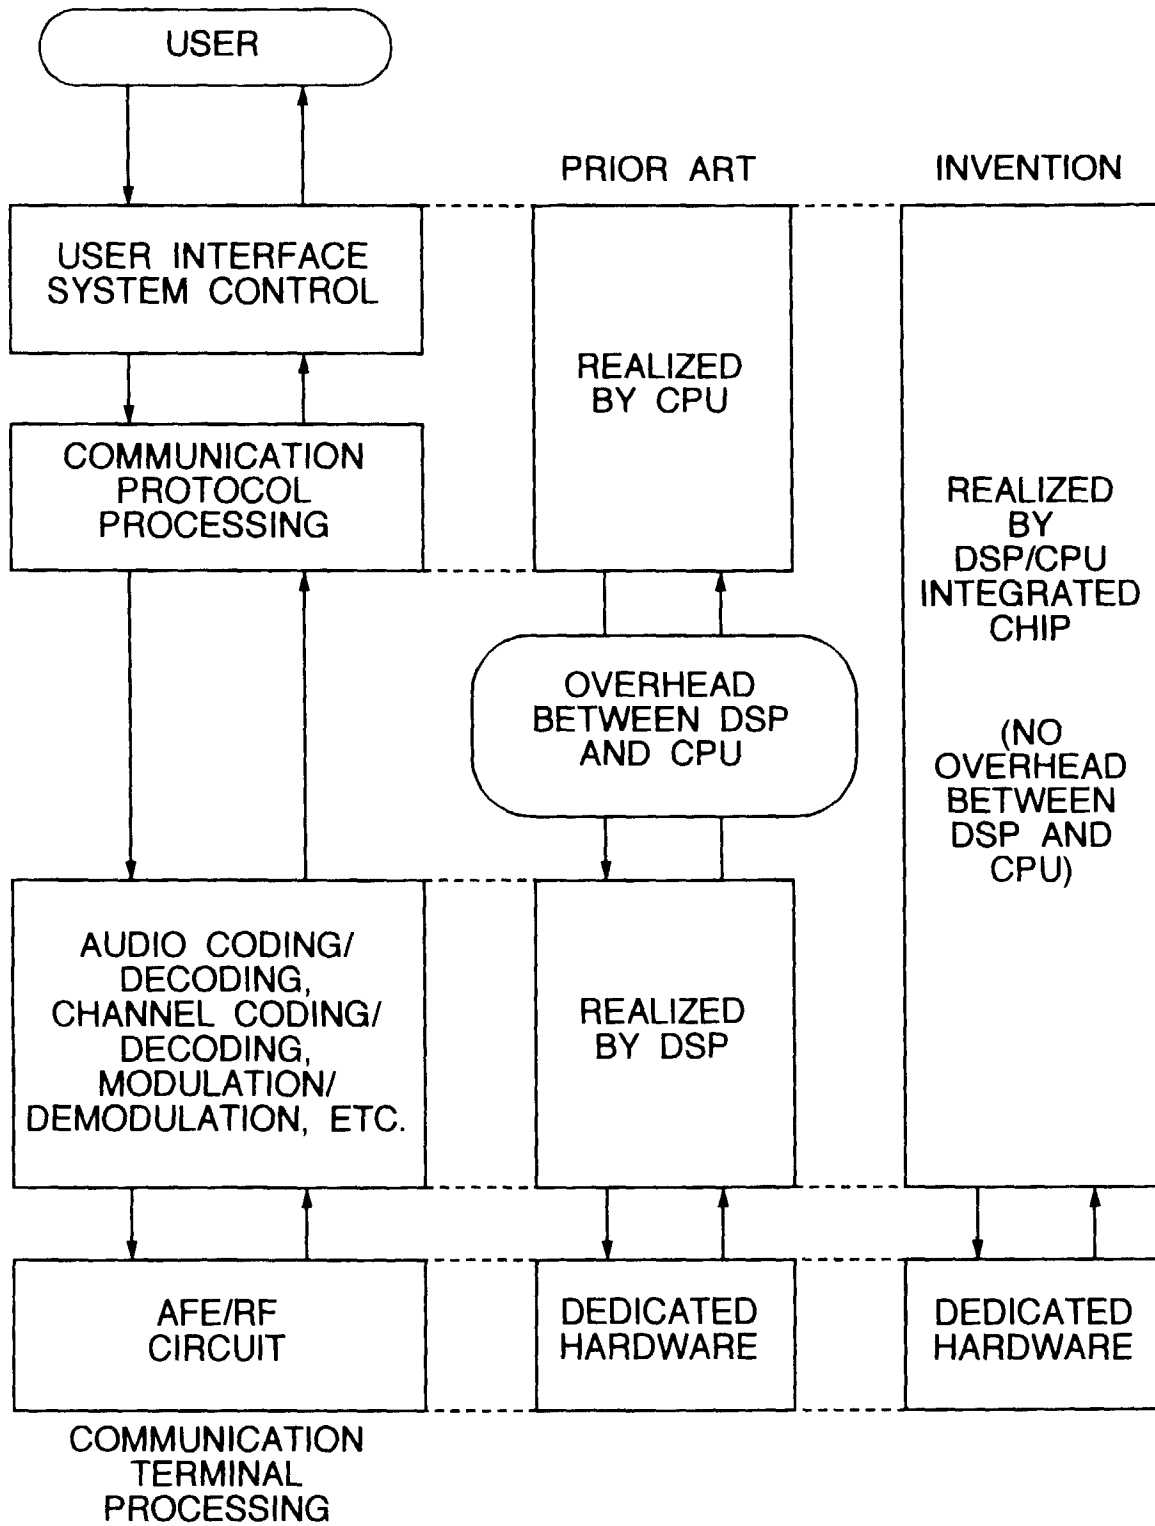 USER
PRIOR ART
INVENTION
USER INTERFACE
SYSTEM CONTROL
COMMUNICATION
PROTOCOL
PROCESSING
REALIZED
BY CPU
OVERHEAD
BETWEEN DSP
AND CPU
REALIZED
BY
DSP/CPU
INTEGRATED
CHIP
(NO
OVERHEAD
BETWEEN
DSP AND
CPU)
AUDIO CODING/
DECODING,
CHANNEL CODING/
DECODING,
MODULATION/
DEMODULATION, ETC.
REALIZED
BY DSP
AFE/RF
CIRCUIT
DEDICATED
HARDWARE
DEDICATED
HARDWARE
COMMUNICATION
TERMINAL
PROCESSING